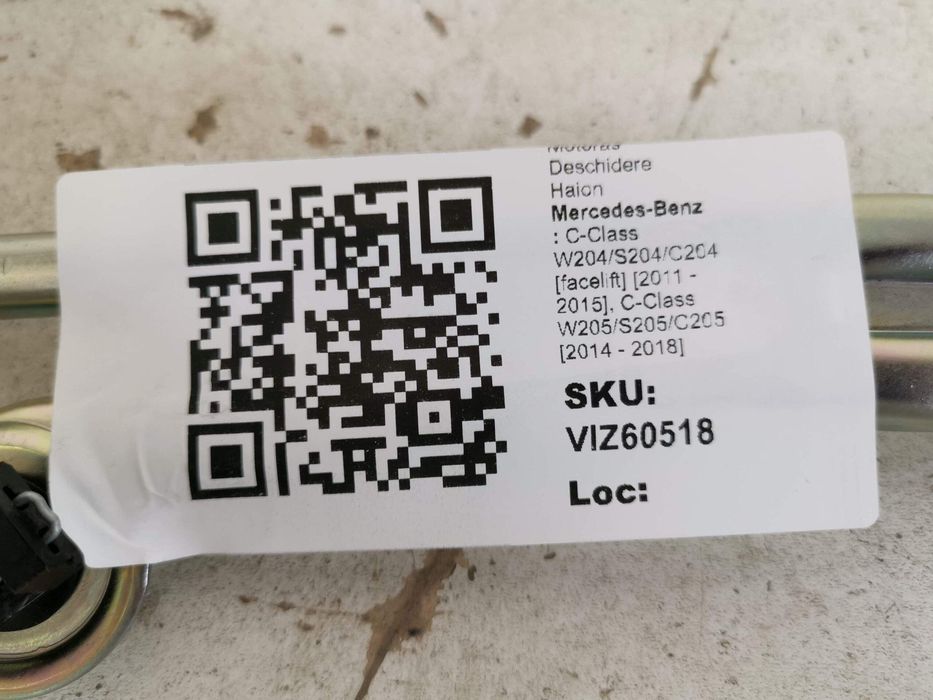 Motoras
Deschidere
Haion
Mercedes-Benz
: C-Class
W204/S204/C204
[facelift] [2011 -
2015], C-Class
W205/S205/C205
[2014 - 2018]
SKU:
VIZ60518
Loc: